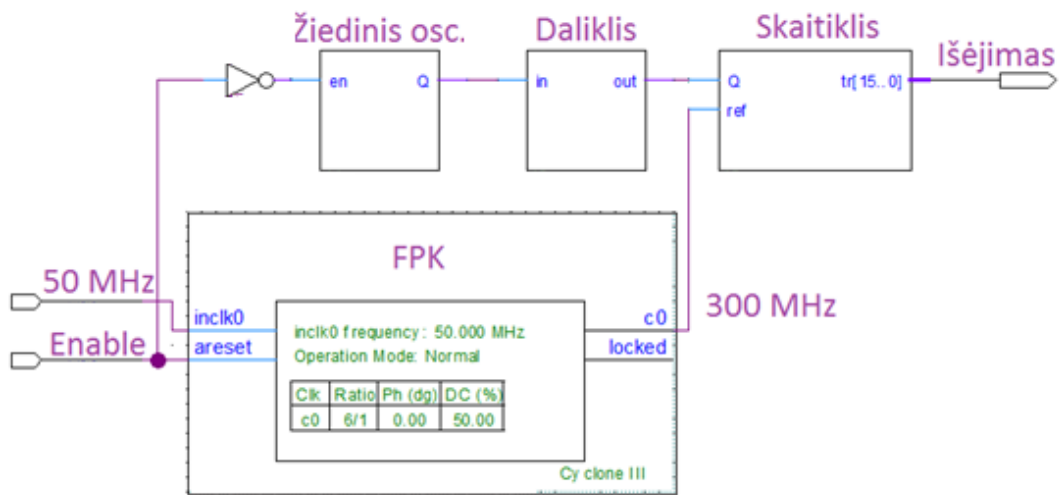 Žiedinis osc.
Daliklis
Skaitiklis
Išėjimas
en
Q
in
out
Q
tr[15..0]
ref
FPK
50 MHz
300 MHz
inclk0
c0
inclk0 frequency: 50.000 MHz
Enable
areset
locked
Operation Mode: Normal
Clk Ratio Ph (dg) DC (%)
c0 6/1 0.00 50.00
Cyclone III